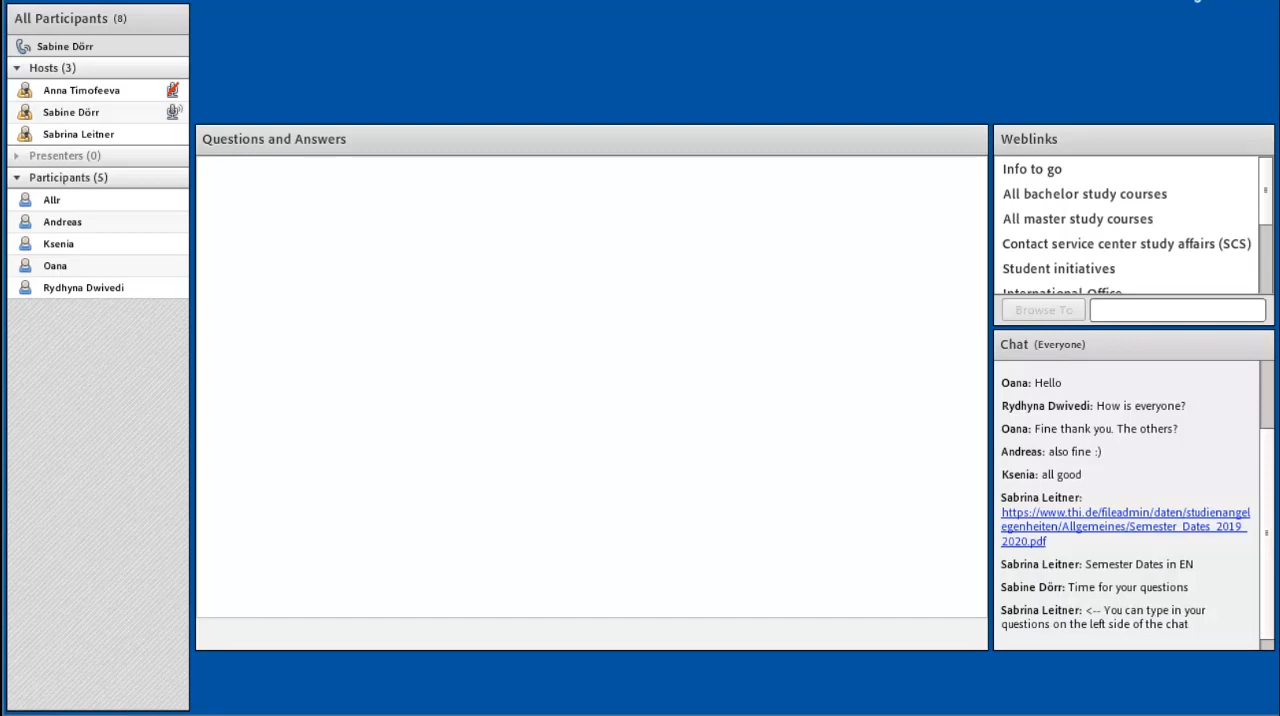 All Participants (8)
Sabine Dörr
Hosts (3)
Anna Timofeeva
Sabine Dörr
Sabrina Leitner
Presenters (0)
Participants (5)
Allr
Andreas
Ksenia
Oana
Rydhyna Dwivedi
Questions and Answers
Weblinks
Info to go
All bachelor study courses
All master study courses
Contact service center study affairs (SCS)
Student initiatives
International Office
Browse To
Chat (Everyone)
Oana: Hello
Rydhyna Dwivedi: How is everyone?
Oana: Fine thank you. The others?
Andreas: also fine :)
Ksenia: all good
Sabrina Leitner:
https://www.thi.de/fileadmin/daten/studienangel
egenheiten/Allgemeines/Semester_Dates_2019_
2020.pdf
Sabrina Leitner: Semester Dates in EN
Sabine Dörr: Time for your questions
Sabrina Leitner: <-- You can type in your
questions on the left side of the chat